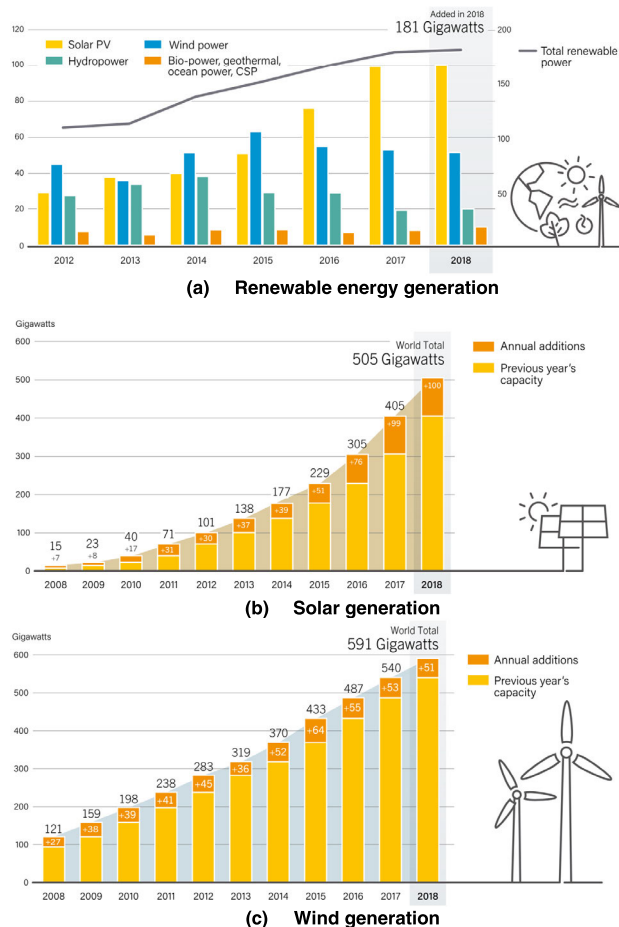 Added in 2018
181 Gigawatts
120
100
80
60
40
20
0
Solar PV
Wind power
Hydropower
Bio-power, geothermal,
ocean power, CSP
200
150
100
50
Total renewable
power
2012 2013 2014 2015 2016 2017 2018
(a) Renewable energy generation
Gigawatts
World Total
505 Gigawatts
600
500
400
300
200
100
0
Annual additions
Previous year's
capacity
15 23 40 71 101 138 177 229 305 405
+7 +8 +17 +31 +30 +37 +39 +51 +76 +99 +100
2008 2009 2010 2011 2012 2013 2014 2015 2016 2017 2018
(b) Solar generation
Gigawatts
World Total
591 Gigawatts
600
500
400
300
200
100
0
Annual additions
Previous year's
capacity
121 159 198 238 283 319 370 433 487 540
+27 +38 +39 +41 +45 +36 +52 +64 +55 +53 +51
2008 2009 2010 2011 2012 2013 2014 2015 2016 2017 2018
(c) Wind generation